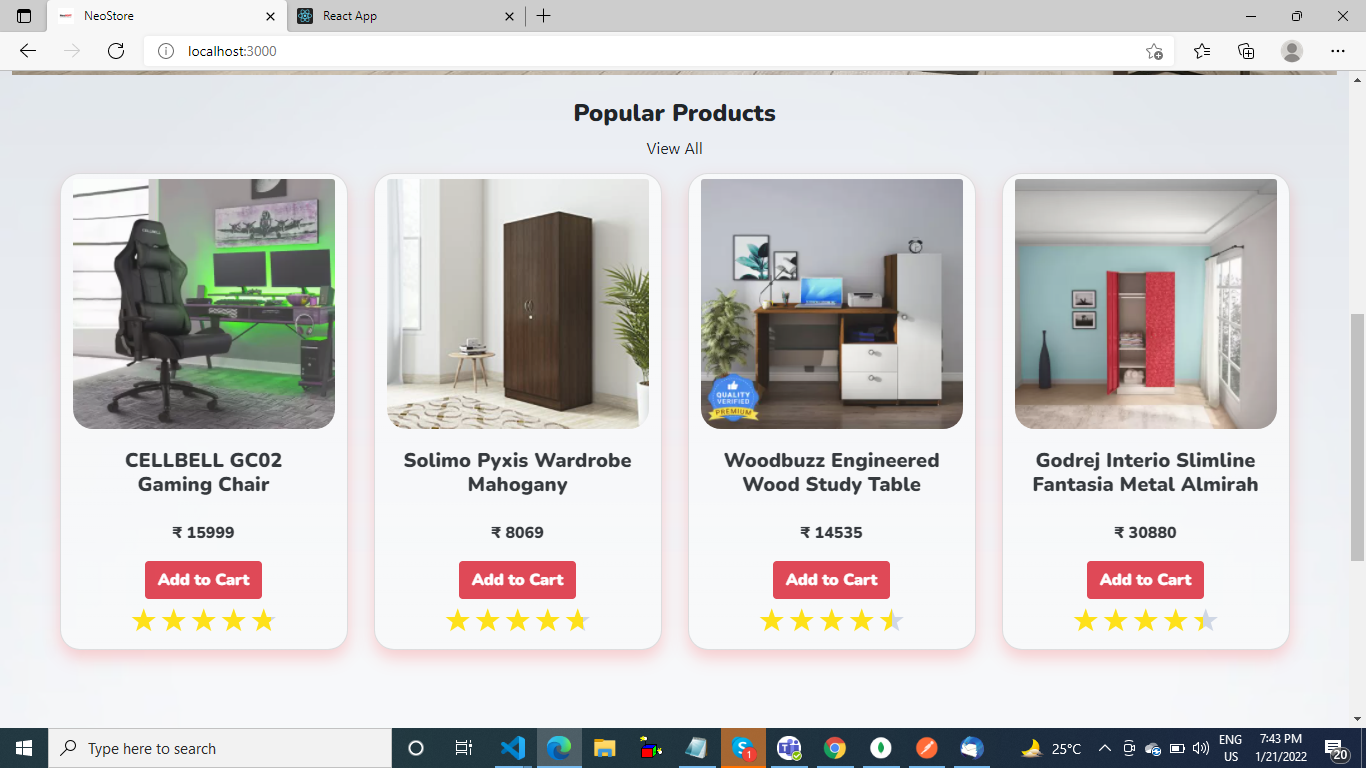 NeoStore
React App
localhost:3000
Popular Products
View All
CELLBELL
QUALITY
VERIFIED
PREMIUM
CELLBELL GC02
Gaming Chair
₹ 15999
Add to Cart
Solimo Pyxis Wardrobe
Mahogany
₹ 8069
Add to Cart
Woodbuzz Engineered
Wood Study Table
₹ 14535
Add to Cart
Godrej Interio Slimline
Fantasia Metal Almirah
₹ 30880
Add to Cart
Type here to search
1
25°C
ENG
US
7:43 PM
1/21/2022
20